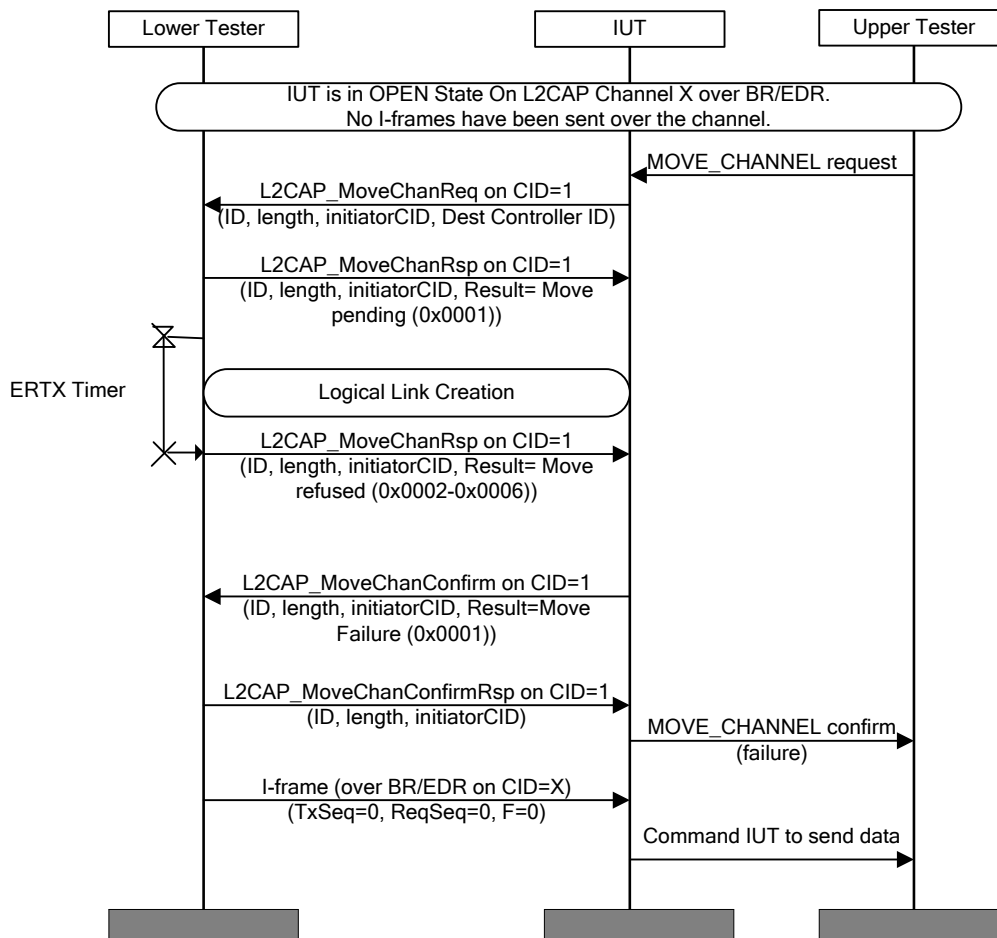 Lower Tester
IUT
Upper Tester
IUT is in OPEN State On L2CAP Channel X over BR/EDR.
No I-frames have been sent over the channel.
MOVE_CHANNEL request
L2CAP_MoveChanReq on CID=1
(ID, length, initiatorCID, Dest Controller ID)
L2CAP_MoveChanRsp on CID=1
(ID, length, initiatorCID, Result= Move
pending (0x0001))
ERTX Timer
Logical Link Creation
L2CAP_MoveChanRsp on CID=1
(ID, length, initiatorCID, Result= Move
refused (0x0002-0x0006))
L2CAP_MoveChanConfirm on CID=1
(ID, length, initiatorCID, Result=Move
Failure (0x0001))
L2CAP_MoveChanConfirmRsp on CID=1
(ID, length, initiatorCID)
MOVE_CHANNEL confirm
(failure)
I-frame (over BR/EDR on CID=X)
(TxSeq=0, ReqSeq=0, F=0)
Command IUT to send data